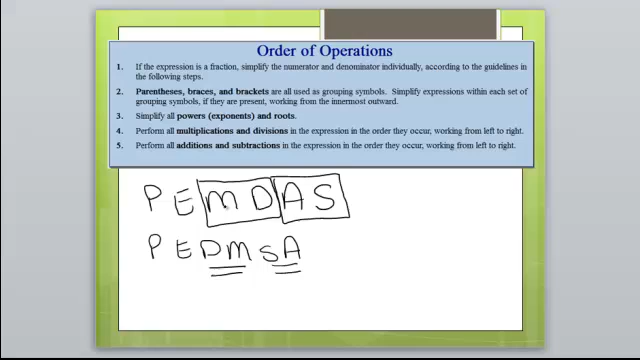 Order of Operations
1. If the expression is a fraction, simplify the numerator and denominator individually, according to the guidelines in
the following steps.
2. Parentheses, braces, and brackets are all used as grouping symbols. Simplify expressions within each set of
grouping symbols, if they are present, working from the innermost outward.
3. Simplify all powers (exponents) and roots.
4. Perform all multiplications and divisions in the expression in the order they occur, working from left to right.
5. Perform all additions and subtractions in the expression in the order they occur, working from left to right.
PEMDAS
PEDMSA